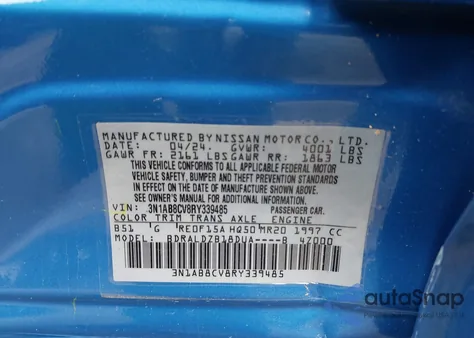 MANUFACTURED BY NISSAN MOTOR CO., LTD.
DATE: 04/24 GVWR: 4001 LBS
GAWR FR: 2161 LBS GAWR RR: 1863 LBS
THIS VEHICLE CONFORMS TO ALL APPLICABLE FEDERAL MOTOR
VEHICLE SAFETY, BUMPER AND THEFT PREVENTION STANDARDS
IN EFFECT ON THE DATE OF MANUFACTURE SHOWN ABOVE.
SEE OWNER'S MANUAL FOR ADDITIONAL INFORMATION.
VIN: 3N1AB8CV8RY339485 PASSENGER CAR.
COLOR TRIM TRANS AXLE ENGINE
B51 G RE0F15A HQ50 MR20 1997 CC
MODEL: BDRALDZB18DUA----B 47000
3N1AB8CV8RY339485
autoSnap